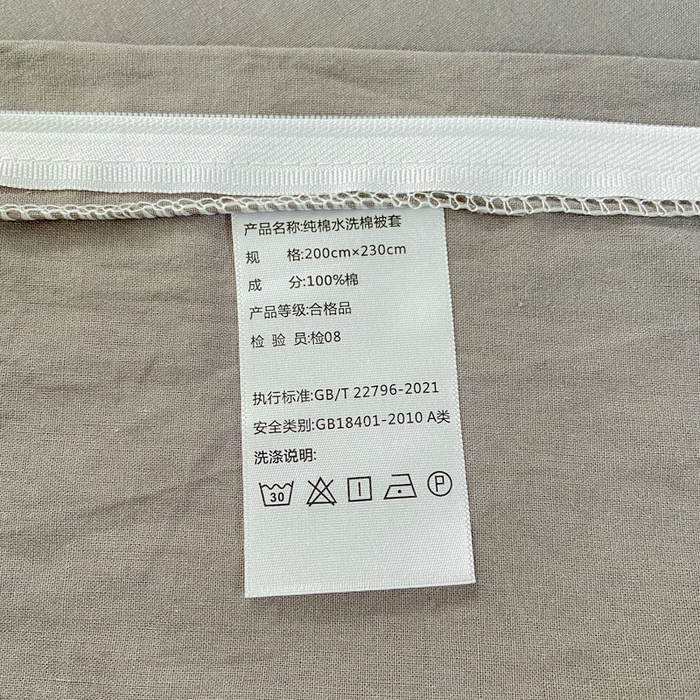 产品名称:纯棉水洗棉被套
规 格:200cm×230cm
成 分:100%棉
产品等级:合格品
检 验 员:检08
执行标准:GB/T 22796-2021
安全类别:GB18401-2010 A类
洗涤说明:
30 P